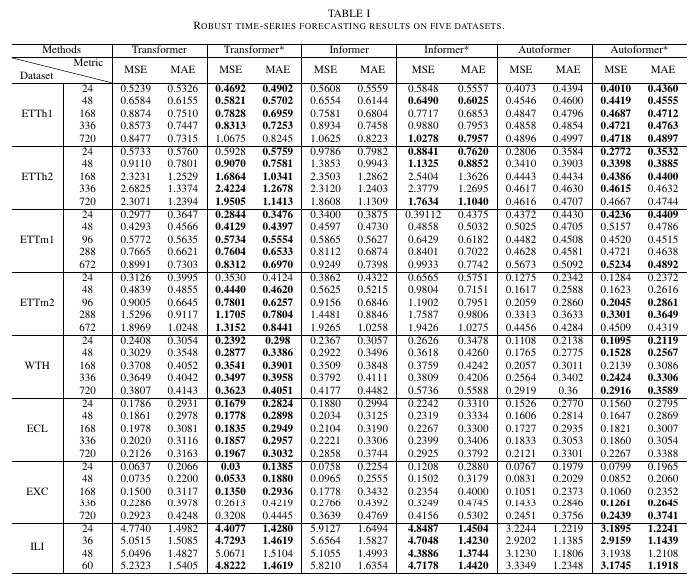 TABLE I
ROBUST TIME-SERIES FORECASTING RESULTS ON FIVE DATASETS.
Methods Transformer Transformer* Informer Informer* Autoformer Autoformer*
Metric
Dataset MSE MAE MSE MAE MSE MAE MSE MAE MSE MAE MSE MAE
ETTh1
24 0.5239 0.5326 0.4692 0.4902 0.5608 0.5559 0.5848 0.5557 0.4073 0.4394 0.4010 0.4360
48 0.6584 0.6155 0.5821 0.5702 0.6554 0.6144 0.6490 0.6025 0.4546 0.4600 0.4419 0.4555
168 0.8874 0.7510 0.7828 0.6959 0.7581 0.6804 0.7717 0.6853 0.4847 0.4796 0.4687 0.4712
336 0.8573 0.7447 0.8313 0.7253 0.8934 0.7458 0.9880 0.7953 0.4858 0.4854 0.4721 0.4763
720 0.8477 0.7315 1.0675 0.8245 1.0625 0.8223 1.0278 0.7957 0.4896 0.4997 0.4718 0.4897
ETTh2
24 0.5733 0.5760 0.5928 0.5759 0.9786 0.7982 0.8841 0.7620 0.2806 0.3584 0.2772 0.3532
48 0.9110 0.7801 0.9070 0.7581 1.3853 0.9943 1.1325 0.8852 0.3410 0.3903 0.3398 0.3885
168 2.3231 1.2529 1.6864 1.0341 2.3503 1.2862 2.5404 1.3626 0.4443 0.4434 0.4386 0.4400
336 2.6825 1.3374 2.4224 1.2678 2.3120 1.2403 2.3779 1.2695 0.4617 0.4630 0.4615 0.4632
720 2.3071 1.2394 1.9505 1.1413 1.8608 1.1309 1.7634 1.1040 0.4616 0.4707 0.4667 0.4744
ETTm1
24 0.2977 0.3647 0.2844 0.3476 0.3400 0.3875 0.39112 0.4375 0.4372 0.4430 0.4236 0.4409
48 0.4293 0.4566 0.4129 0.4397 0.4597 0.4730 0.4858 0.5032 0.5025 0.4705 0.5157 0.4786
96 0.5772 0.5635 0.5734 0.5554 0.5865 0.5627 0.6429 0.6182 0.4482 0.4508 0.4520 0.4515
288 0.7665 0.6621 0.7604 0.6533 0.8112 0.6874 0.8401 0.7022 0.4628 0.4581 0.4721 0.4638
672 0.8991 0.7303 0.8312 0.6970 0.9249 0.7398 0.9933 0.7742 0.5673 0.5092 0.5234 0.4892
ETTm2
24 0.3126 0.3995 0.3530 0.4124 0.3862 0.4322 0.6565 0.5751 0.1275 0.2342 0.1284 0.2372
48 0.4839 0.4855 0.4440 0.4620 0.5625 0.5215 0.9804 0.7151 0.1617 0.2588 0.1623 0.2616
96 0.9005 0.6645 0.7801 0.6257 0.9156 0.6846 1.1902 0.7951 0.2059 0.2860 0.2045 0.2861
288 1.5296 0.9117 1.1705 0.7804 1.4481 0.8846 1.7587 0.9806 0.3313 0.3633 0.3301 0.3649
672 1.8969 1.0248 1.3152 0.8441 1.9265 1.0258 1.9426 1.0275 0.4456 0.4284 0.4509 0.4319
WTH
24 0.2408 0.3054 0.2392 0.298 0.2367 0.3057 0.2626 0.3478 0.1108 0.2138 0.1095 0.2119
48 0.3029 0.3548 0.2877 0.3386 0.2922 0.3496 0.3618 0.4260 0.1765 0.2775 0.1528 0.2567
168 0.3708 0.4052 0.3541 0.3901 0.3509 0.3848 0.3759 0.4242 0.2057 0.3011 0.2139 0.3086
336 0.3649 0.4042 0.3497 0.3958 0.3792 0.4111 0.3809 0.4206 0.2564 0.3402 0.2424 0.3306
720 0.3807 0.4143 0.3623 0.4051 0.4177 0.4482 0.5736 0.5588 0.2919 0.36 0.2916 0.3589
ECL
24 0.1786 0.2931 0.1679 0.2824 0.1880 0.2994 0.2242 0.3310 0.1526 0.2770 0.1560 0.2795
48 0.1861 0.2978 0.1778 0.2898 0.2034 0.3125 0.2319 0.3334 0.1606 0.2814 0.1647 0.2869
168 0.1978 0.3081 0.1835 0.2949 0.2104 0.3190 0.2267 0.3300 0.1727 0.2935 0.1821 0.3007
336 0.2020 0.3116 0.1857 0.2957 0.2221 0.3306 0.2399 0.3406 0.1833 0.3053 0.1860 0.3054
720 0.2126 0.3163 0.1967 0.3032 0.2858 0.3744 0.2925 0.3792 0.2121 0.3301 0.2267 0.3388
EXC
24 0.0637 0.2066 0.03 0.1385 0.0758 0.2254 0.1208 0.2880 0.0767 0.1979 0.0799 0.1965
48 0.0735 0.2200 0.0533 0.1880 0.0965 0.2555 0.1502 0.3179 0.0831 0.2029 0.0852 0.2060
168 0.1500 0.3117 0.1350 0.2936 0.1778 0.3432 0.2354 0.4000 0.1051 0.2373 0.1060 0.2352
336 0.2286 0.3978 0.2613 0.4219 0.2766 0.4392 0.3249 0.4745 0.1433 0.2846 0.1261 0.2645
720 0.2923 0.4248 0.3208 0.4445 0.3639 0.4769 0.4156 0.5302 0.2451 0.3756 0.2439 0.3741
ILI
24 4.7740 1.4982 4.4077 1.4280 5.9127 1.6494 4.8487 1.4504 3.2244 1.2219 3.1895 1.2241
36 5.0515 1.5085 4.7293 1.4619 5.6564 1.5827 4.7048 1.4230 2.9202 1.1385 2.9159 1.1439
48 5.0496 1.4827 5.0671 1.5104 5.1055 1.4993 4.3886 1.3744 3.1230 1.1806 3.1938 1.2108
60 5.2323 1.5405 4.8222 1.4619 5.8210 1.6354 4.7178 1.4420 3.3349 1.2348 3.1745 1.1918